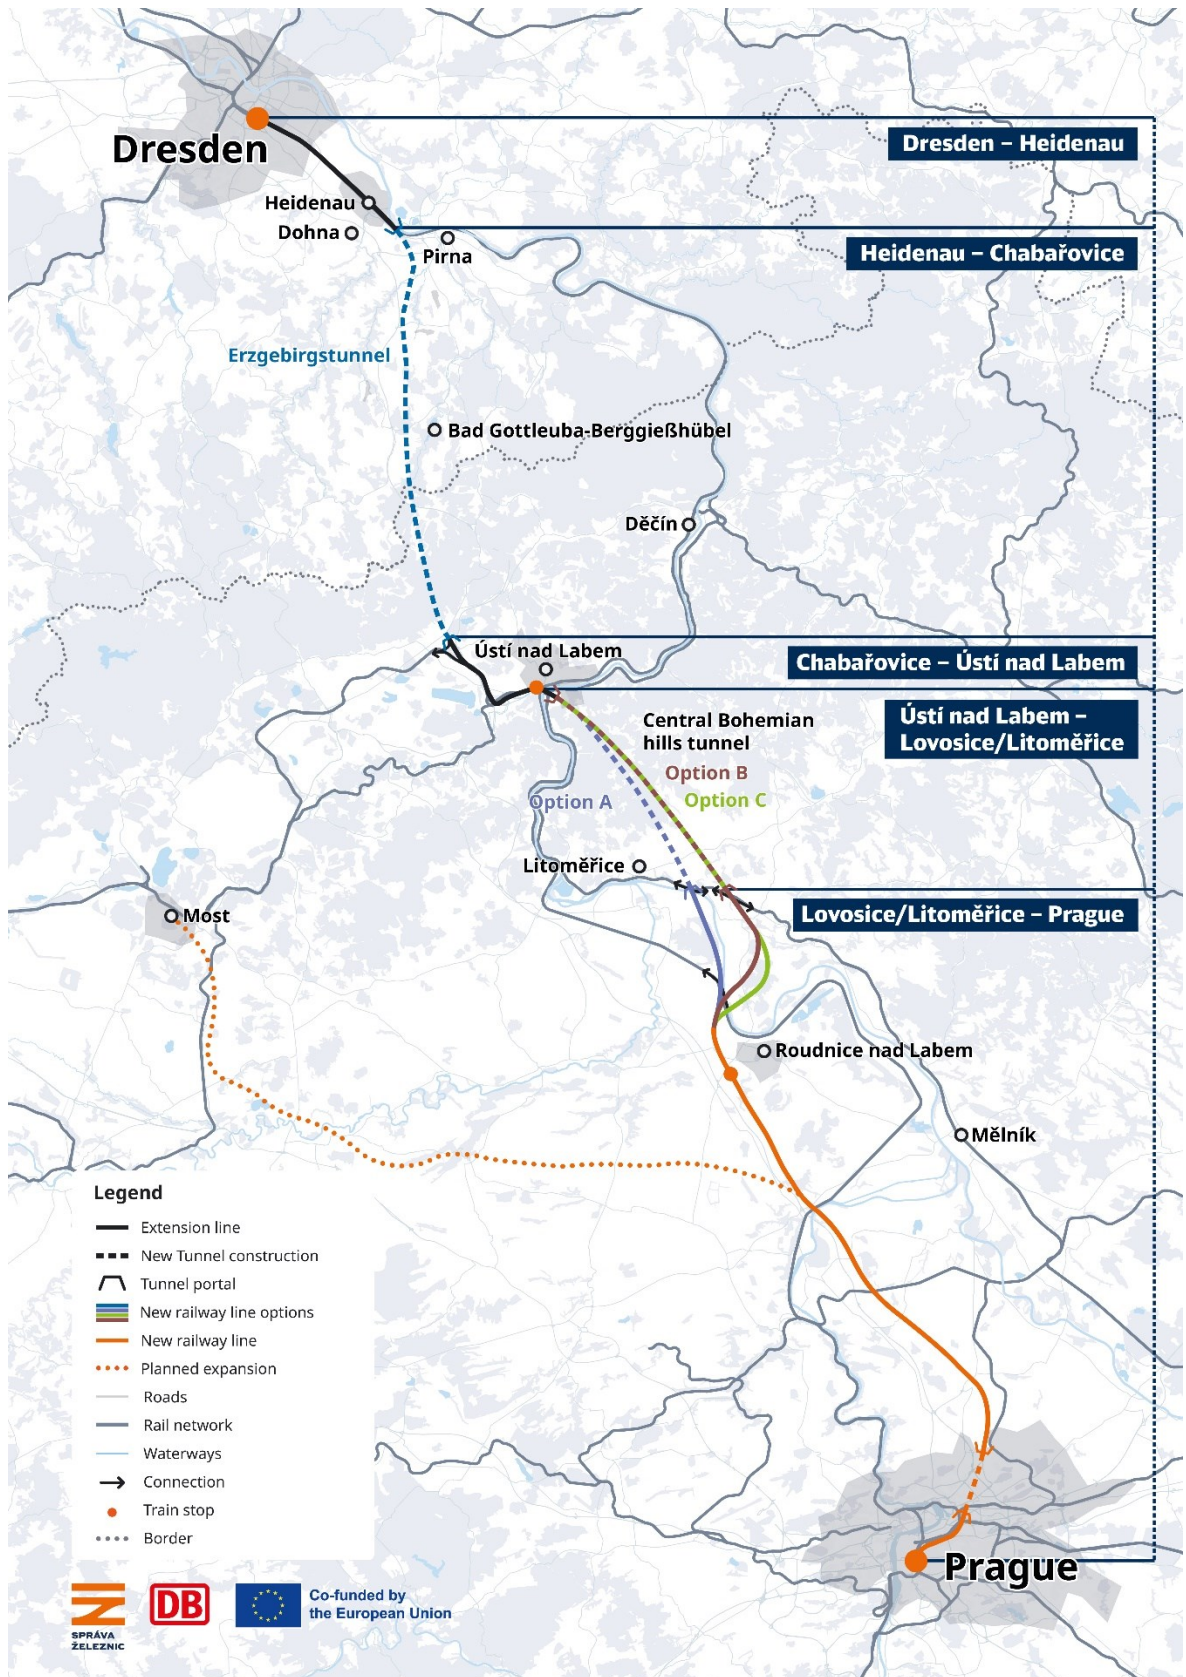 Dresden
Dresden – Heidenau
Heidenau
Dohna
Pirna
Heidenau – Chabařovice
Erzgebirgstunnel
Bad Gottleuba-Berggießhübel
Děčín
Ústí nad Labem
Chabařovice – Ústí nad Labem
Central Bohemian
hills tunnel
Ústí nad Labem –
Lovosice/Litoměřice
Option B
Option C
Option A
Litoměřice
Lovosice/Litoměřice – Prague
Most
Roudnice nad Labem
Mělník
Legend
Extension line
New Tunnel construction
Tunnel portal
New railway line options
New railway line
Planned expansion
Roads
Rail network
Waterways
Connection
Train stop
Border
Prague
SPRÁVA
ŽELEZNIC
DB
Co-funded by
the European Union